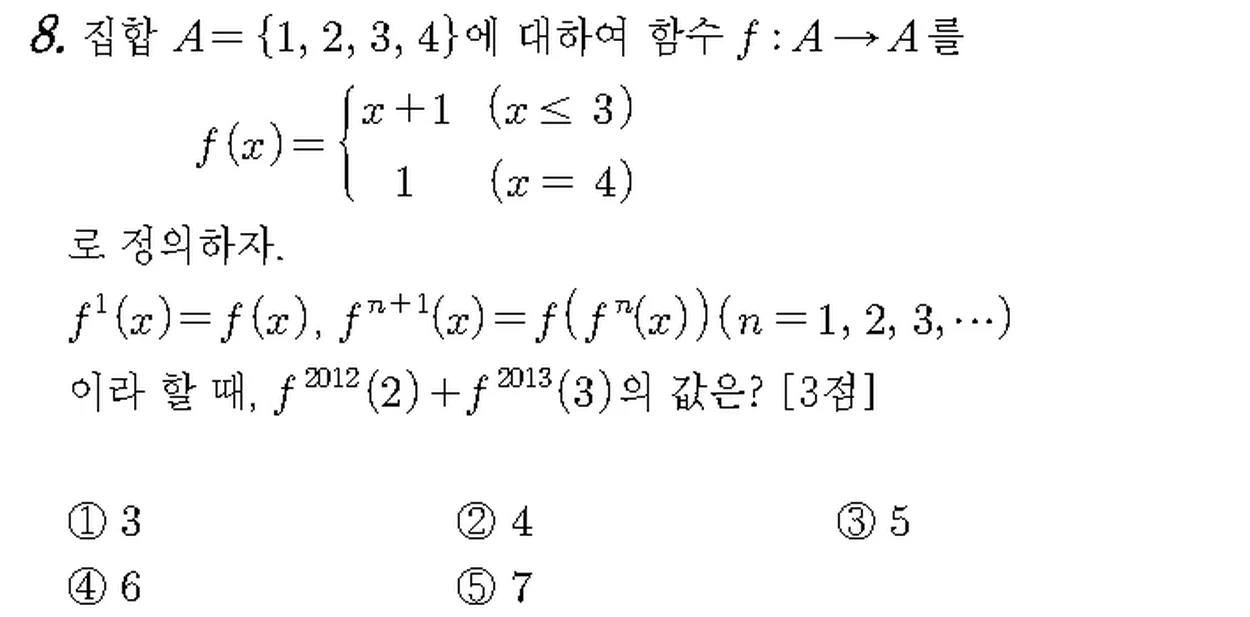 8. 집합 A={1, 2, 3, 4}에 대하여 함수 f : A→A를
f(x)={ x+1 (x≤ 3)
1 (x= 4)
로 정의하자.
f¹(x)=f(x), fⁿ⁺¹(x)=f(fⁿ(x))(n=1, 2, 3,⋯)
이라 할 때, f²⁰¹²(2)+f²⁰¹³(3)의 값은? [3점]
① 3 ② 4 ③ 5
④ 6 ⑤ 7